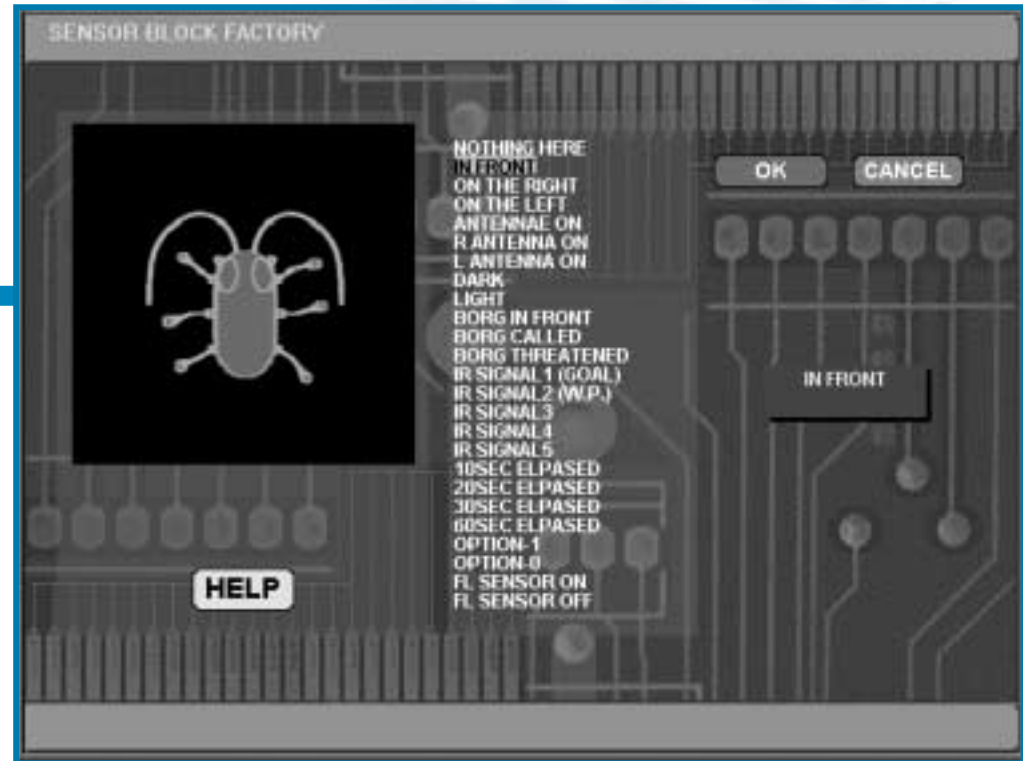 SENSOR BLOCK FACTORY
NOTHING HERE
IN FRONT
ON THE RIGHT
ON THE LEFT
ANTENNAE ON
R ANTENNA ON
L ANTENNA ON
DARK
LIGHT
BORG IN FRONT
BORG CALLED
BORG THREATENED
IR SIGNAL1 (GOAL)
IR SIGNAL2 (W.P.)
IR SIGNAL3
IR SIGNAL4
IR SIGNAL5
10SEC ELPASED
20SEC ELPASED
30SEC ELPASED
60SEC ELPASED
OPTION-1
OPTION-0
FL SENSOR ON
FL SENSOR OFF
OK
CANCEL
IN FRONT
HELP